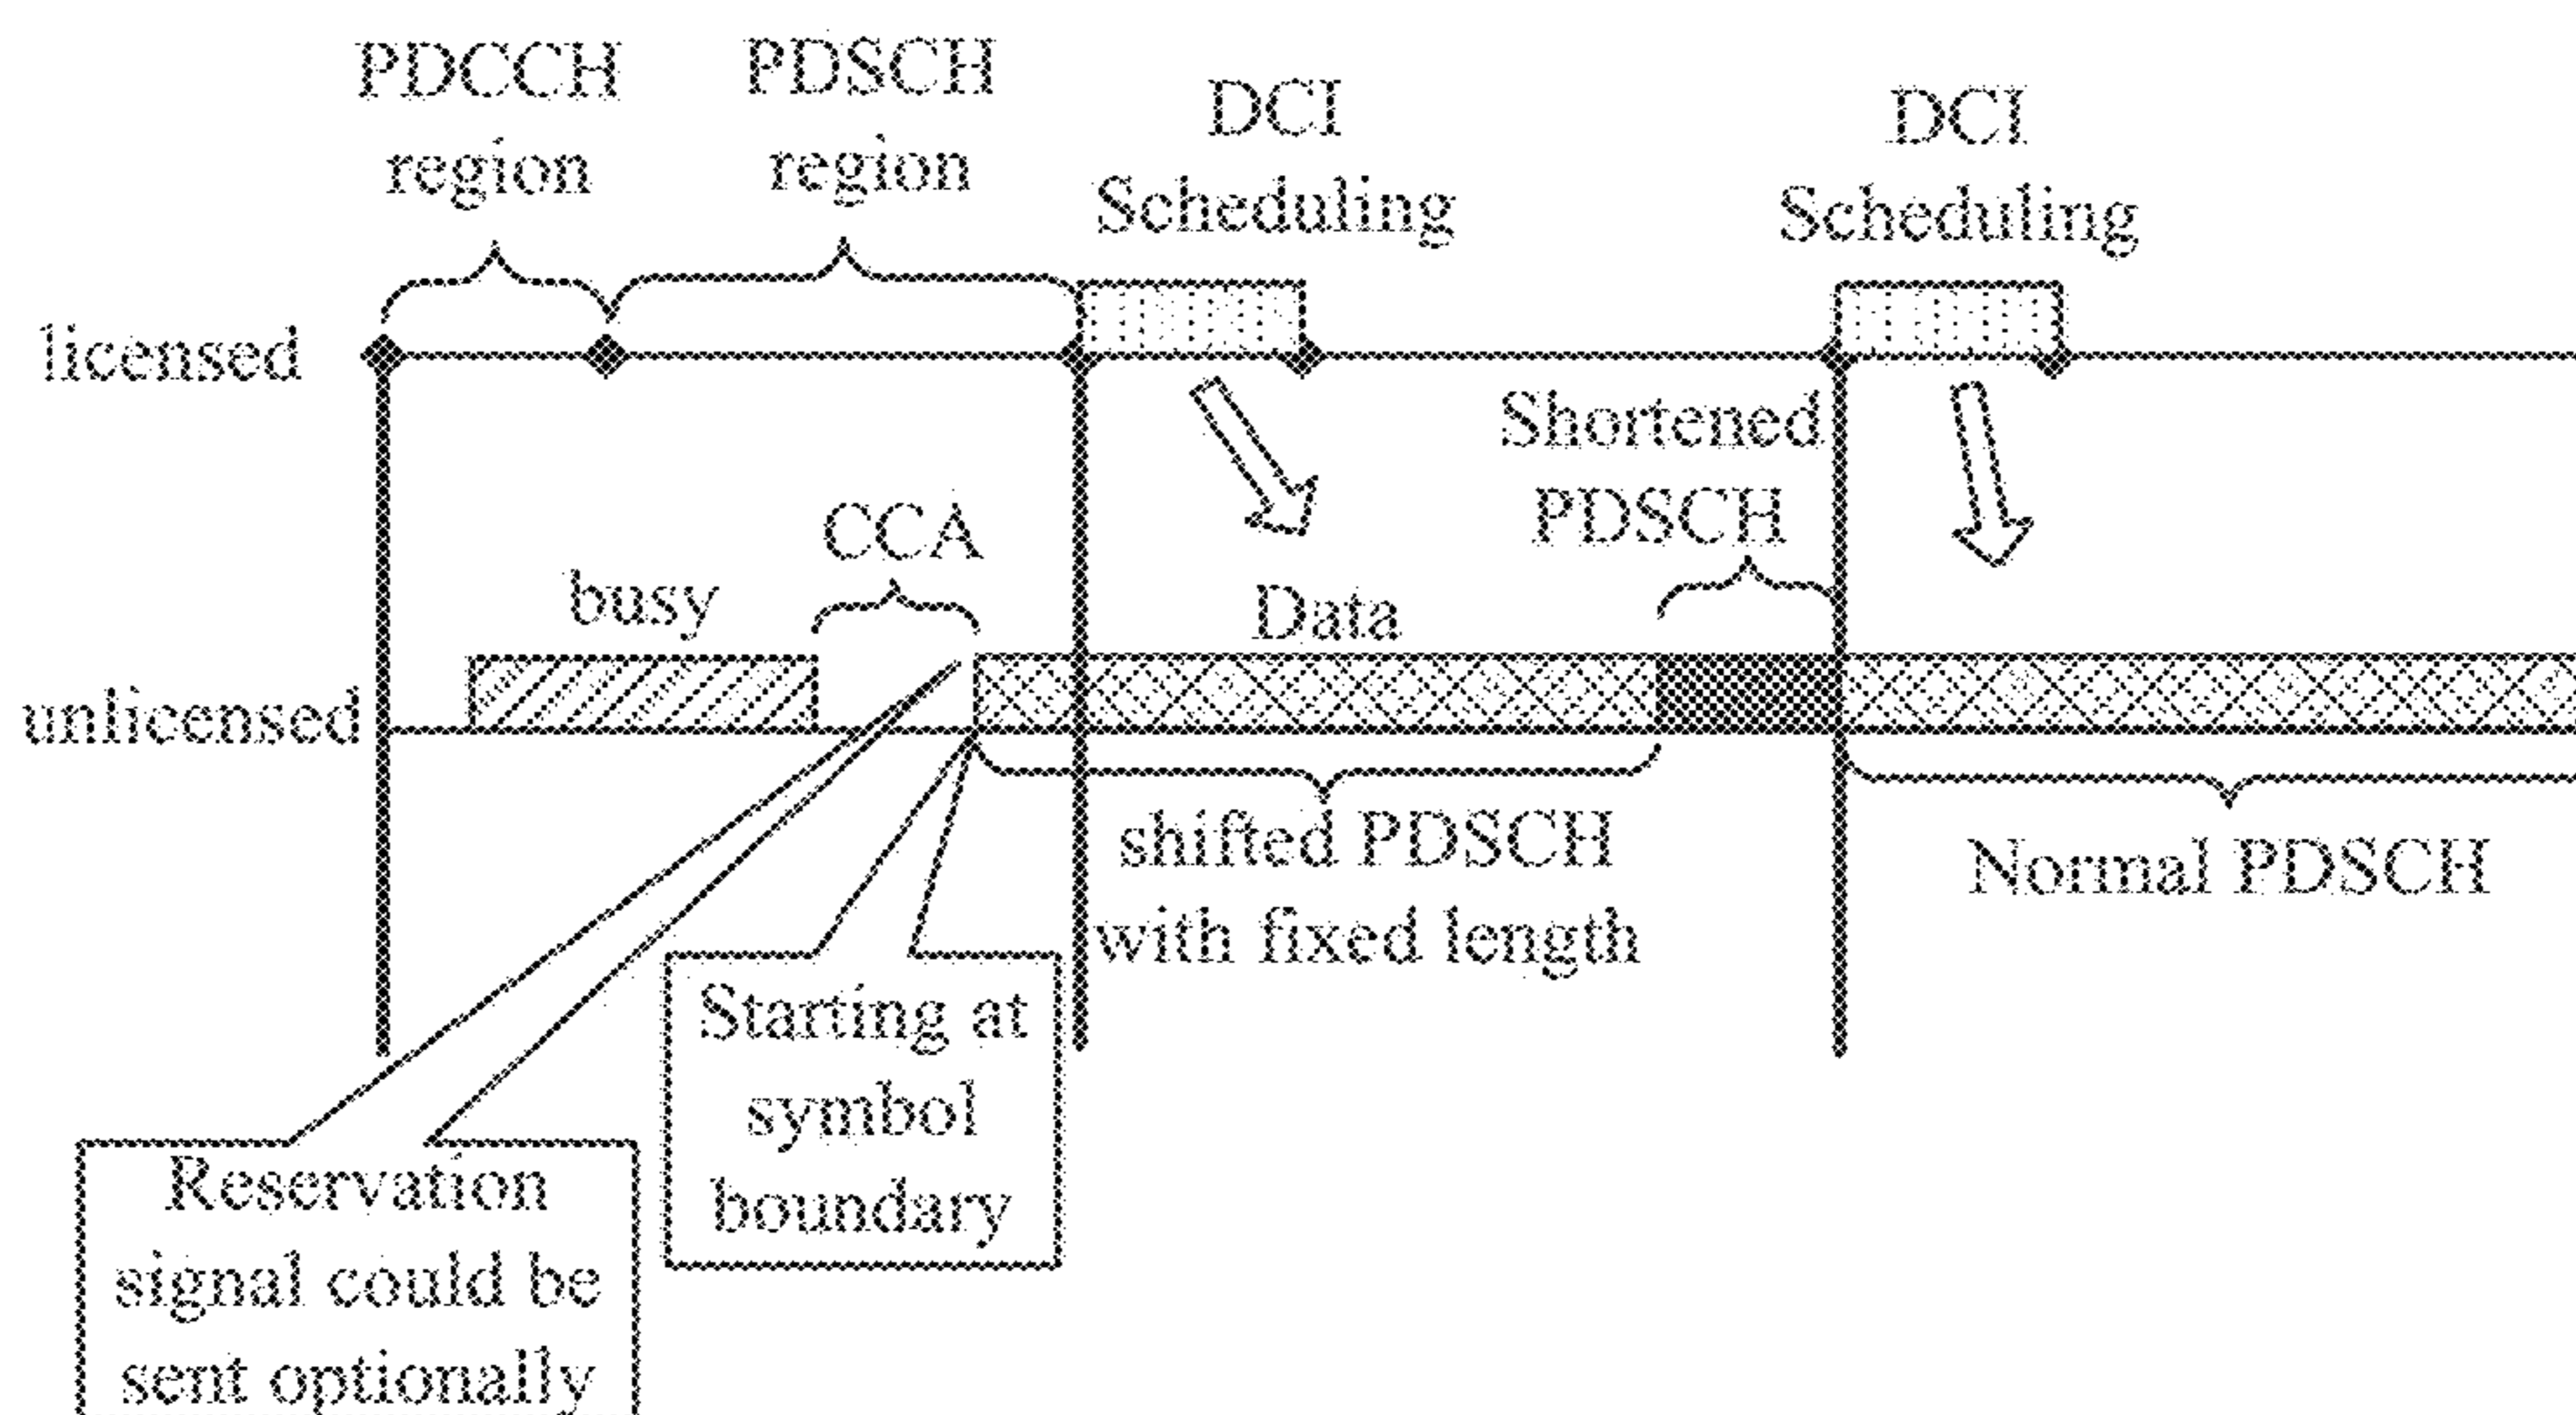 PDCCH
region
PDSCH
region
DCI
Scheduling
DCI
Scheduling
licensed
Shortened
PDSCH
CCA
busy
Data
unlicensed
shifted PDSCH
with fixed length
Normal PDSCH
Starting at
symbol
boundary
Reservation
signal could be
sent optionally